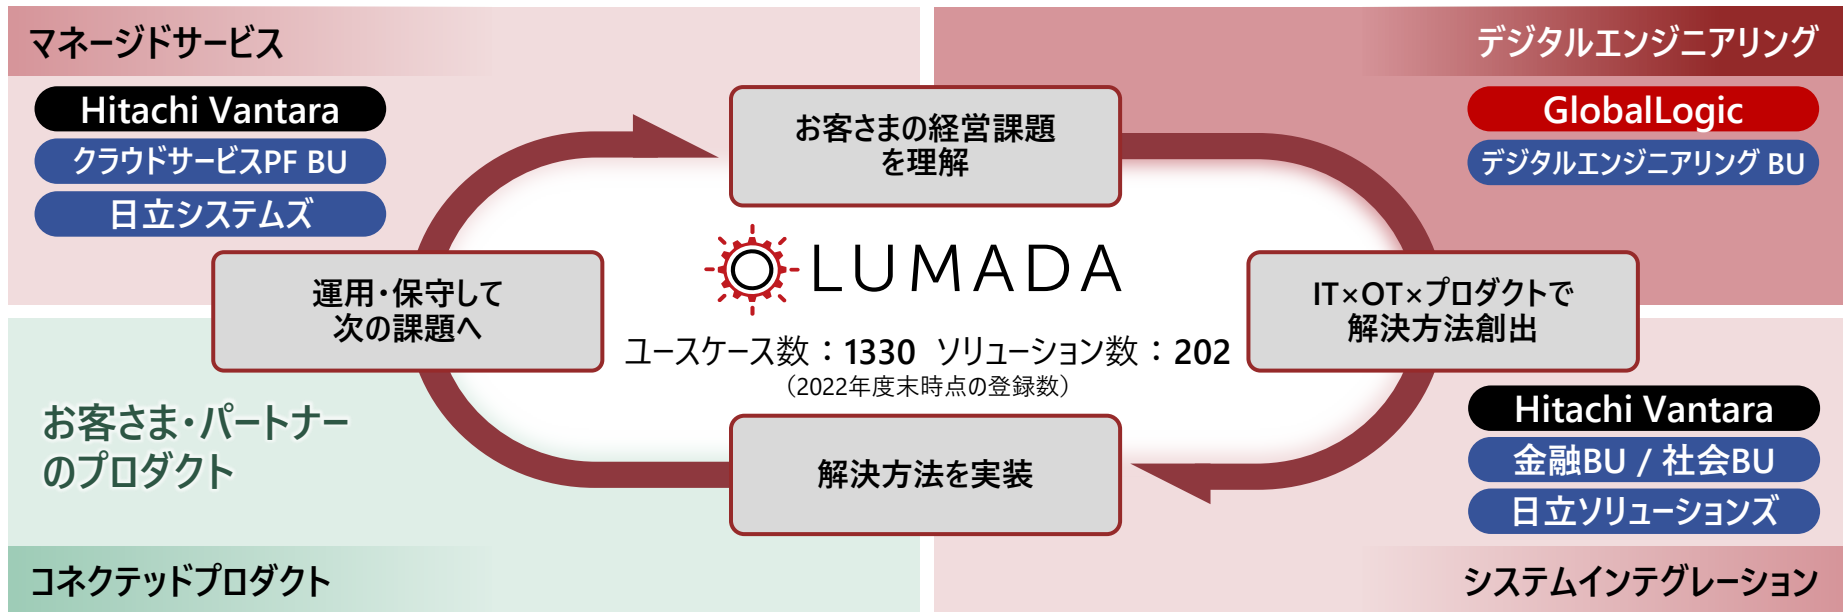 マネージドサービス
Hitachi Vantara
クラウドサービスPF BU
日立システムズ
デジタルエンジニアリング
GlobalLogic
デジタルエンジニアリング BU
お客さまの経営課題
を理解
運用・保守して
次の課題へ
LUMADA
ユースケース数：1330 ソリューション数：202
（2022年度末時点の登録数）
IT×OT×プロダクトで
解決方法創出
お客さま・パートナー
のプロダクト
解決方法を実装
Hitachi Vantara
金融BU / 社会BU
日立ソリューションズ
コネクテッドプロダクト
システムインテグレーション